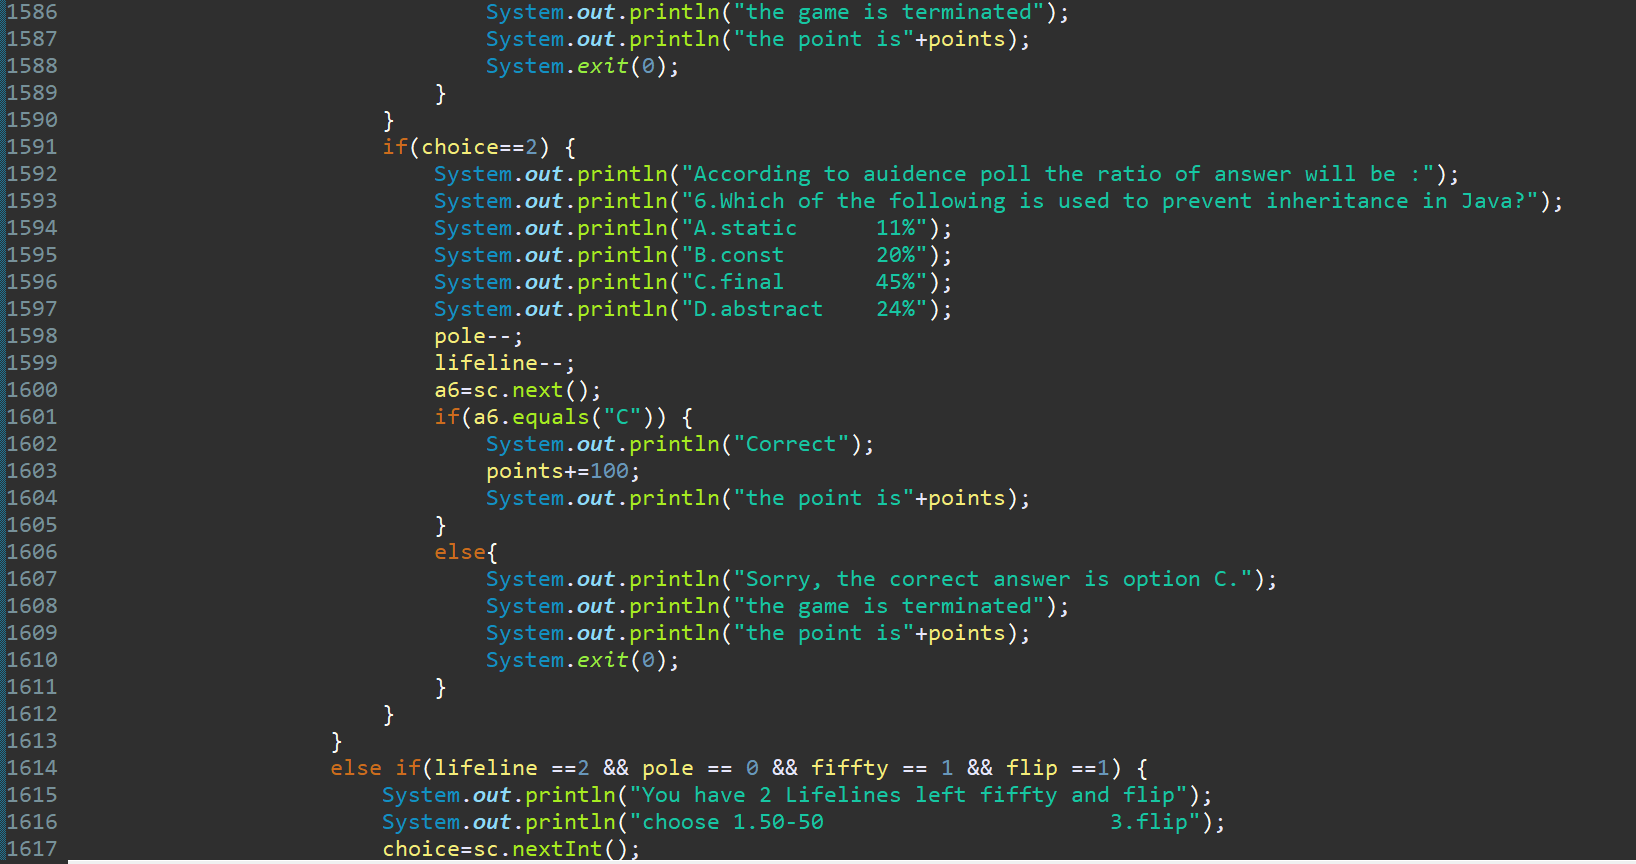 1586 System.out.println("the game is terminated");
1587 System.out.println("the point is"+points);
1588 System.exit(0);
1589 }
1590 }
1591 if(choice==2) {
1592 System.out.println("According to auidence poll the ratio of answer will be :");
1593 System.out.println("6.Which of the following is used to prevent inheritance in Java?");
1594 System.out.println("A.static      11%");
1595 System.out.println("B.const       20%");
1596 System.out.println("C.final       45%");
1597 System.out.println("D.abstract    24%");
1598 pole--;
1599 lifeline--;
1600 a6=sc.next();
1601 if(a6.equals("C")) {
1602 System.out.println("Correct");
1603 points+=100;
1604 System.out.println("the point is"+points);
1605 }
1606 else{
1607 System.out.println("Sorry, the correct answer is option C.");
1608 System.out.println("the game is terminated");
1609 System.out.println("the point is"+points);
1610 System.exit(0);
1611 }
1612 }
1613 }
1614 else if(lifeline ==2 && pole == 0 && fiffty == 1 && flip ==1) {
1615 System.out.println("You have 2 Lifelines left fiffty and flip");
1616 System.out.println("choose 1.50-50                      3.flip");
1617 choice=sc.nextInt();